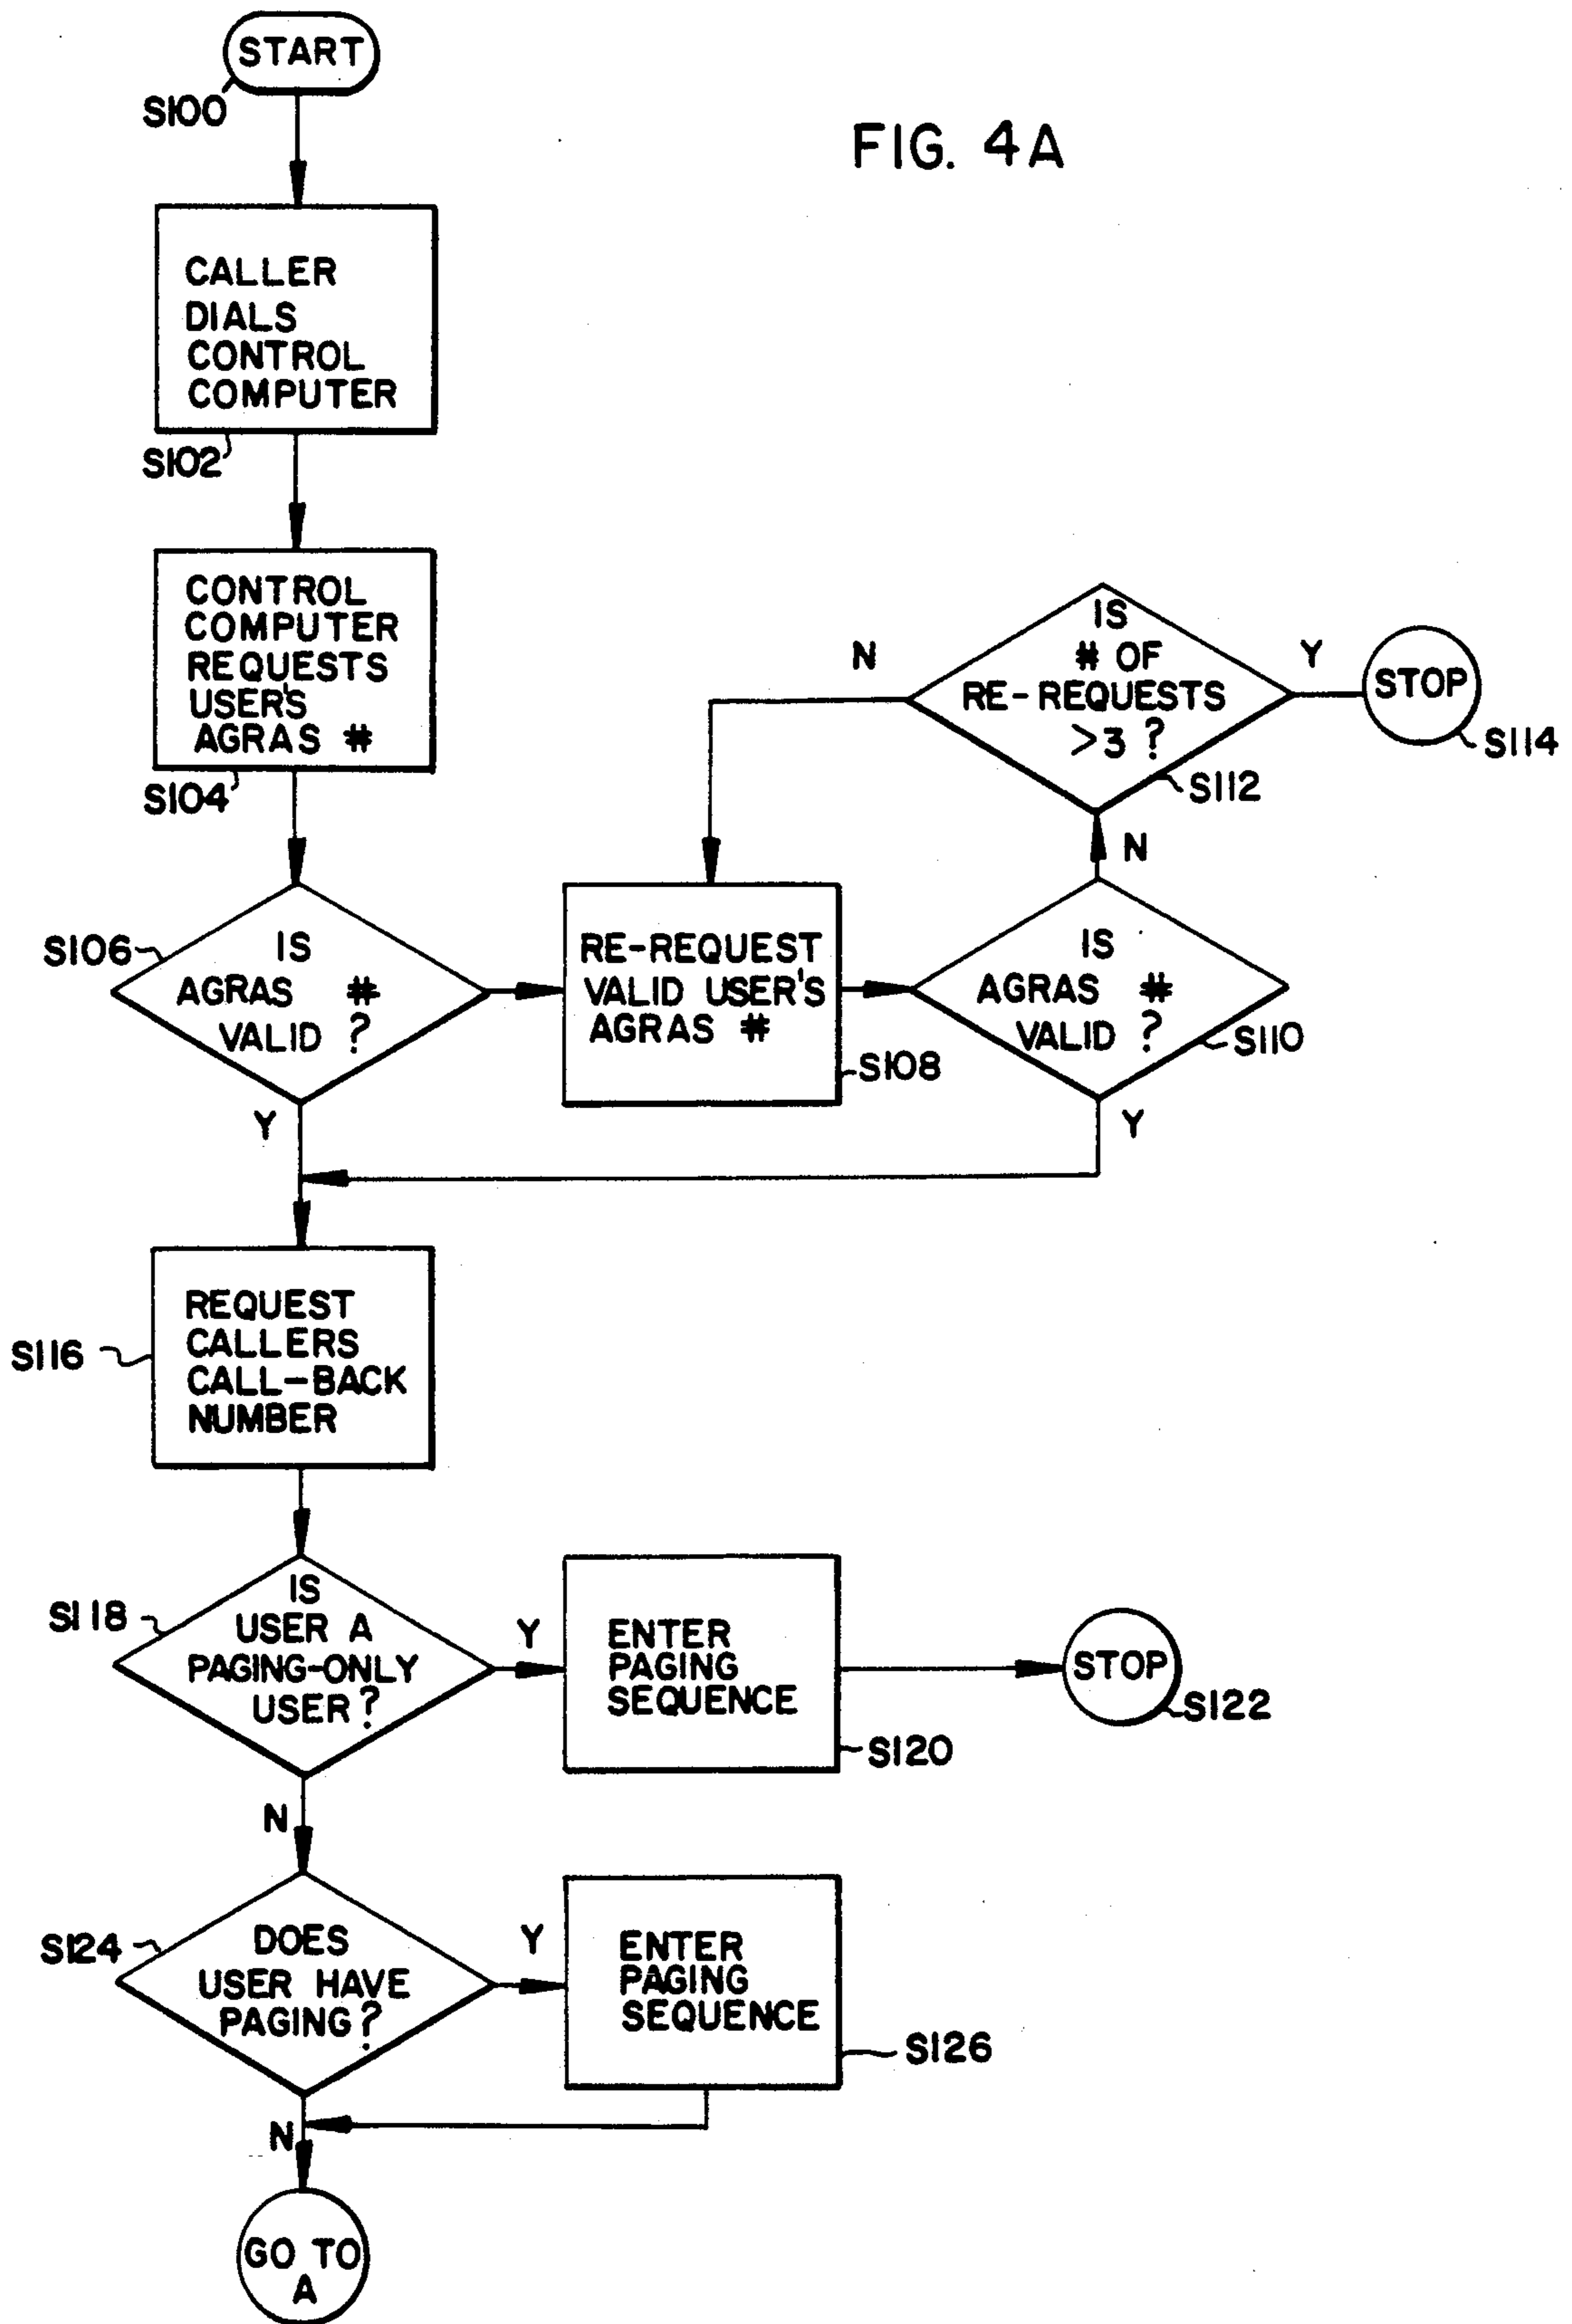 START
S100
FIG. 4A
CALLER
DIALS
CONTROL
COMPUTER
S102
CONTROL
COMPUTER
REQUESTS
USER'S
AGRAS #
S104
IS
# OF
RE-REQUESTS
>3 ?
N
Y
STOP
S114
S112
N
S106
IS
AGRAS #
VALID ?
RE-REQUEST
VALID USER'S
AGRAS #
S108
IS
AGRAS #
VALID ?
S110
Y
Y
S116
REQUEST
CALLERS
CALL-BACK
NUMBER
S118
IS
USER A
PAGING-ONLY
USER?
Y
ENTER
PAGING
SEQUENCE
S120
STOP
S122
N
S124
DOES
USER HAVE
PAGING?
Y
ENTER
PAGING
SEQUENCE
S126
N
GO TO
A